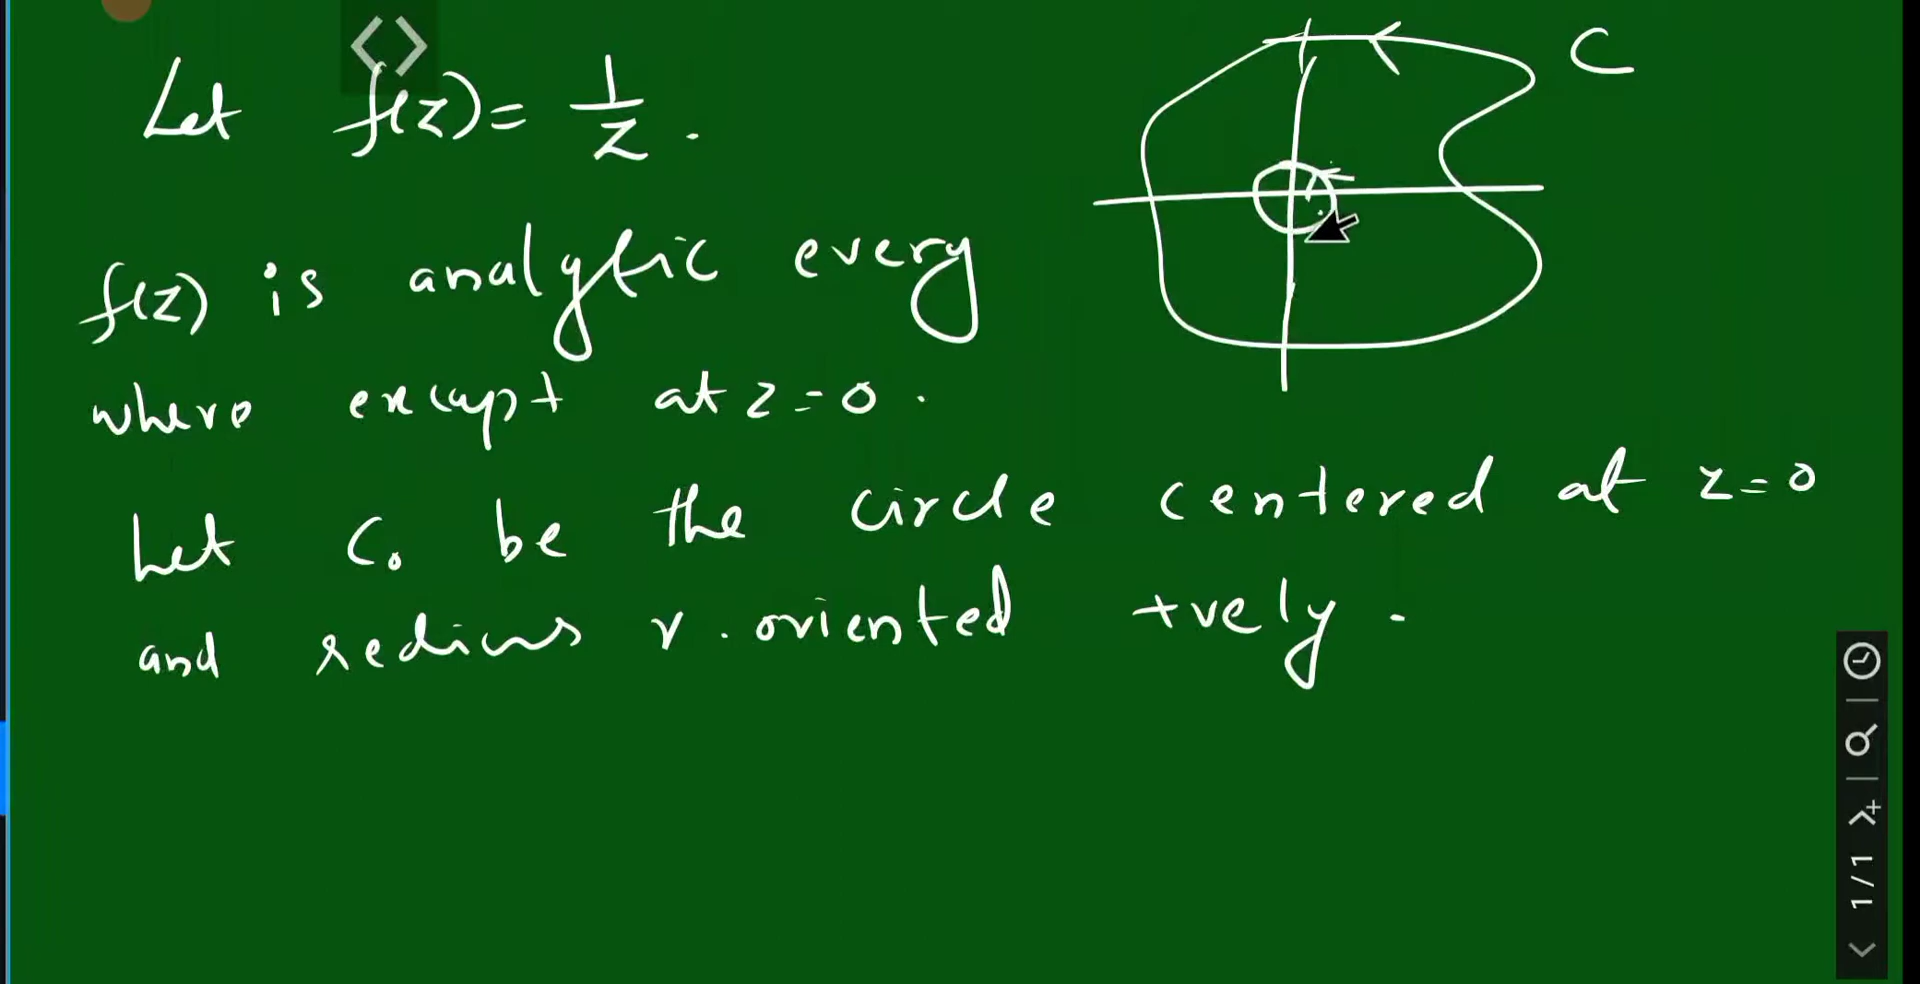 Let f(z) = 1/z .
C
f(z) is analytic every
where except at z=0 .
Let C₀ be the circle centered at z=0
and redius r . oriented +vely .
1/1